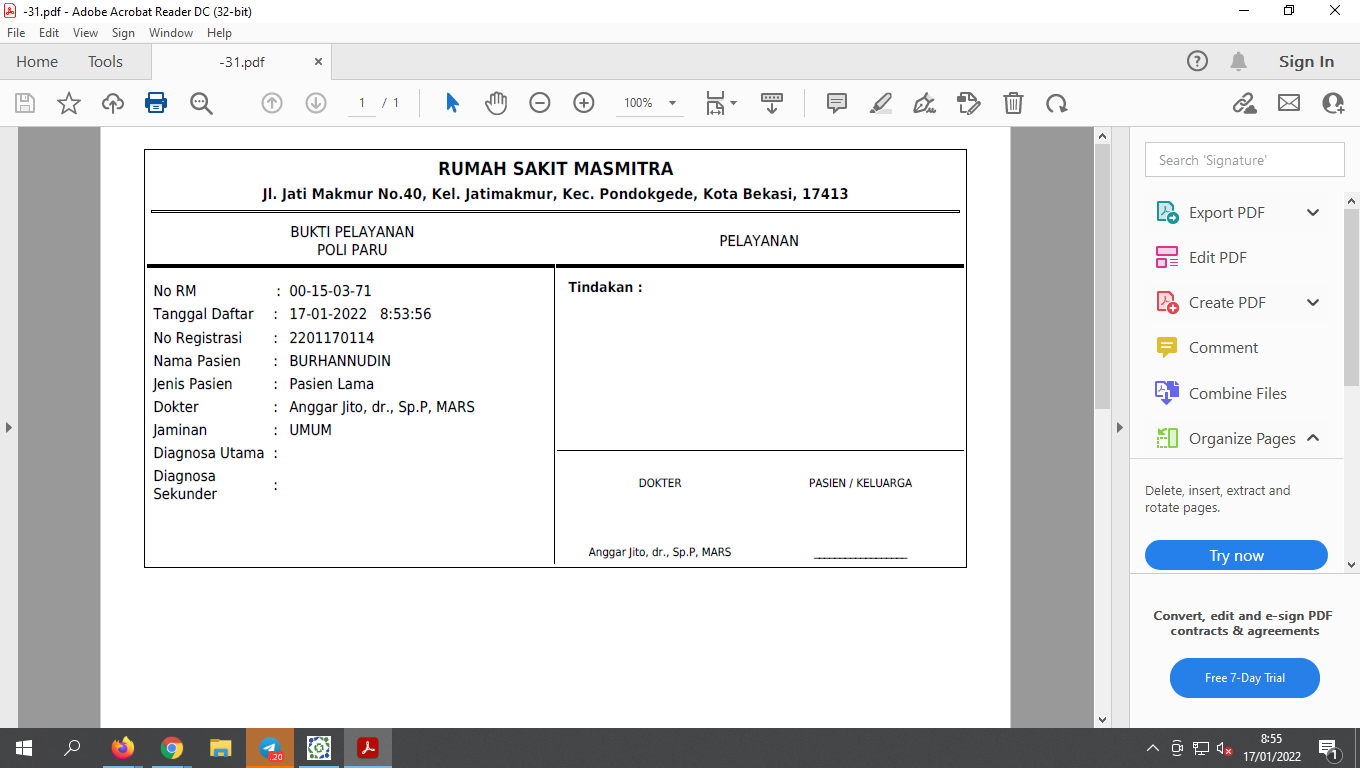 -31.pdf - Adobe Acrobat Reader DC (32-bit)
File Edit View Sign Window Help
Home Tools -31.pdf Sign In
1 / 1 100%
RUMAH SAKIT MASMITRA
Jl. Jati Makmur No.40, Kel. Jatimakmur, Kec. Pondokgede, Kota Bekasi, 17413
BUKTI PELAYANAN
POLI PARU
PELAYANAN
No RM : 00-15-03-71
Tanggal Daftar : 17-01-2022 8:53:56
No Registrasi : 2201170114
Nama Pasien : BURHANNUDIN
Jenis Pasien : Pasien Lama
Dokter : Anggar Jito, dr., Sp.P, MARS
Jaminan : UMUM
Diagnosa Utama :
Diagnosa
Sekunder :
Tindakan :
DOKTER PASIEN / KELUARGA
Anggar Jito, dr., Sp.P, MARS
Search 'Signature'
Export PDF
Edit PDF
Create PDF
Comment
Combine Files
Organize Pages
Delete, insert, extract and
rotate pages.
Try now
Convert, edit and e-sign PDF
contracts & agreements
Free 7-Day Trial
..20
8:55
17/01/2022
1